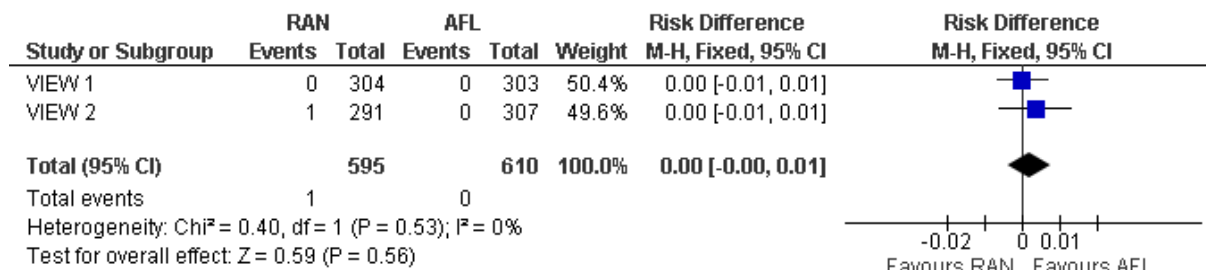 RAN AFL Risk Difference Risk Difference
Study or Subgroup Events Total Events Total Weight M-H, Fixed, 95% CI M-H, Fixed, 95% CI
VIEW 1 0 304 0 303 50.4% 0.00 [-0.01, 0.01]
VIEW 2 1 291 0 307 49.6% 0.00 [-0.01, 0.01]
Total (95% CI) 595 610 100.0% 0.00 [-0.00, 0.01]
Total events 1 0
Heterogeneity: Chi² = 0.40, df = 1 (P = 0.53); I² = 0%
Test for overall effect: Z = 0.59 (P = 0.56)
-0.02 0 0.01
Favours RAN Favours AFL